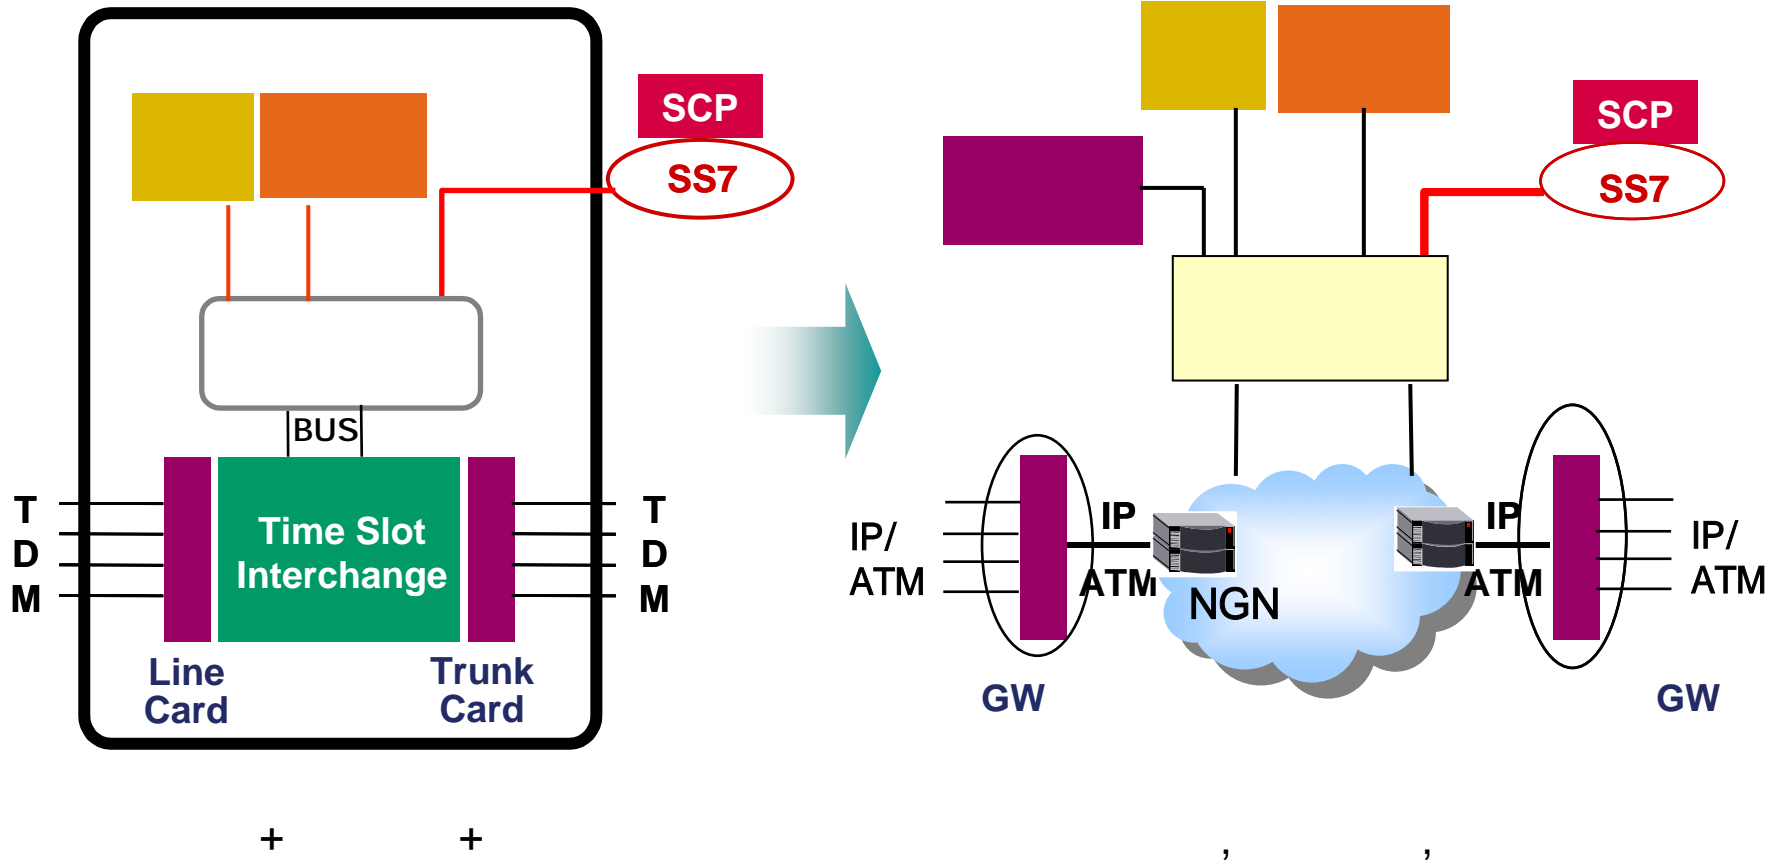 SCP
SS7
BUS
T
D
M
Time Slot
Interchange
T
D
M
Line
Card
Trunk
Card
+ +
SCP
SS7
IP/
ATM
IP
ATM
NGN
IP
ATM
IP/
ATM
GW
GW
, ,